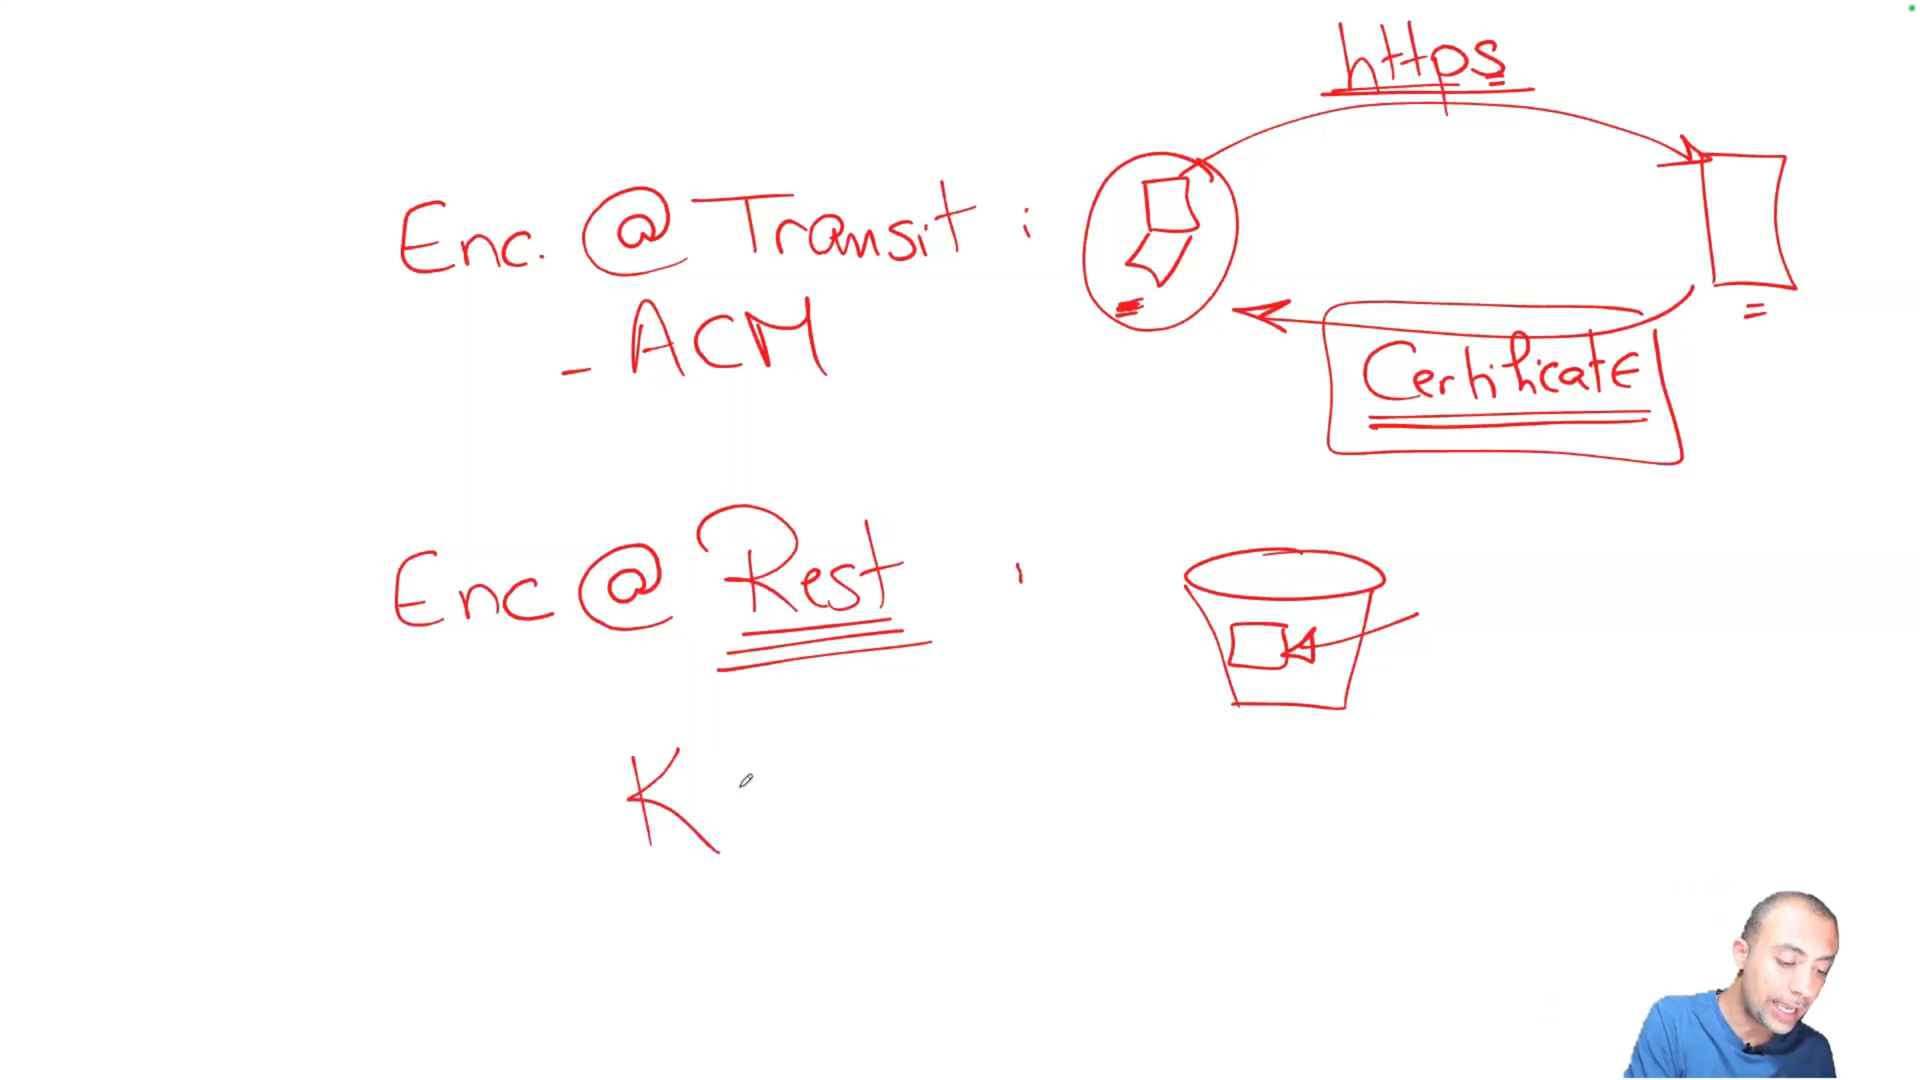 https
Enc. @ Transit :
- ACM
Certificate
Enc @ Rest :
K